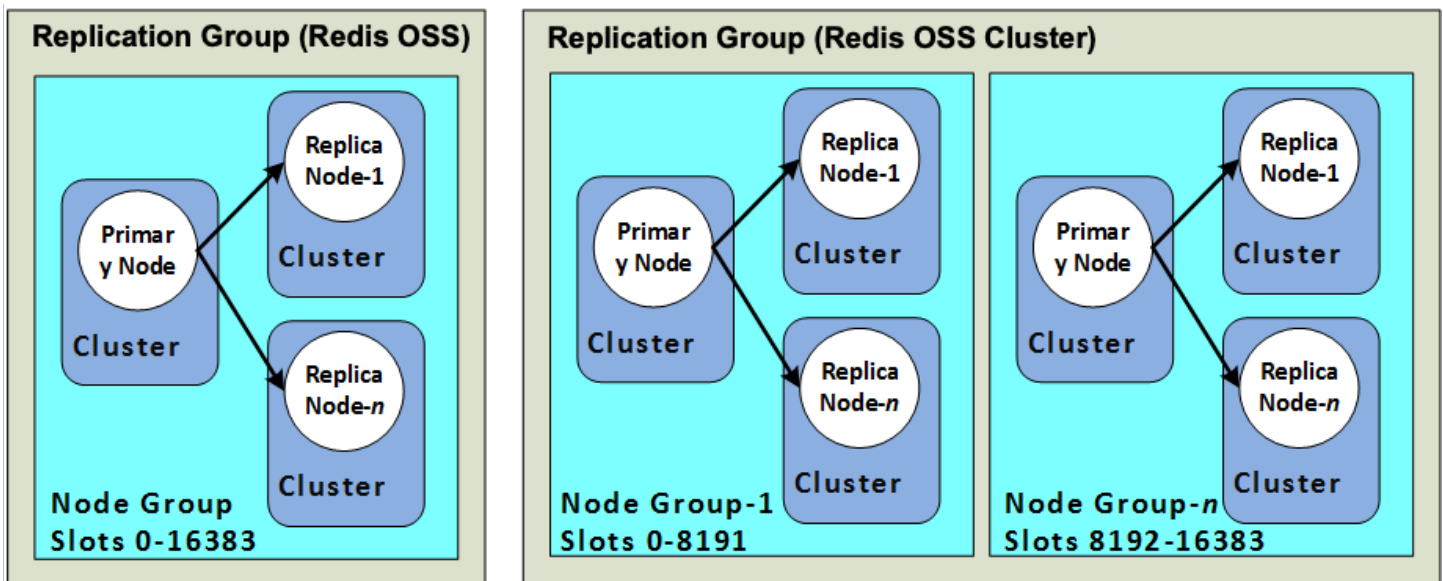 Replication Group (Redis OSS)
Replica
Node-1
Cluster
Primar
y Node
Cluster
Replica
Node-n
Cluster
Node Group
Slots 0-16383
Replication Group (Redis OSS Cluster)
Replica
Node-1
Cluster
Primar
y Node
Cluster
Replica
Node-n
Cluster
Node Group-1
Slots 0-8191
Replica
Node-1
Cluster
Primar
y Node
Cluster
Replica
Node-n
Cluster
Node Group-n
Slots 8192-16383